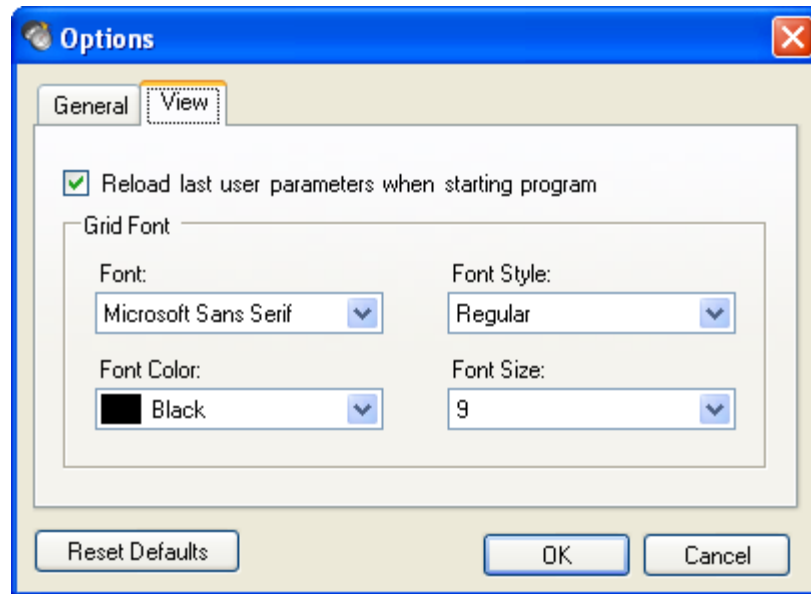 Options
General View
Reload last user parameters when starting program
Grid Font
Font: Font Style:
Microsoft Sans Serif Regular
Font Color: Font Size:
Black 9
Reset Defaults OK Cancel